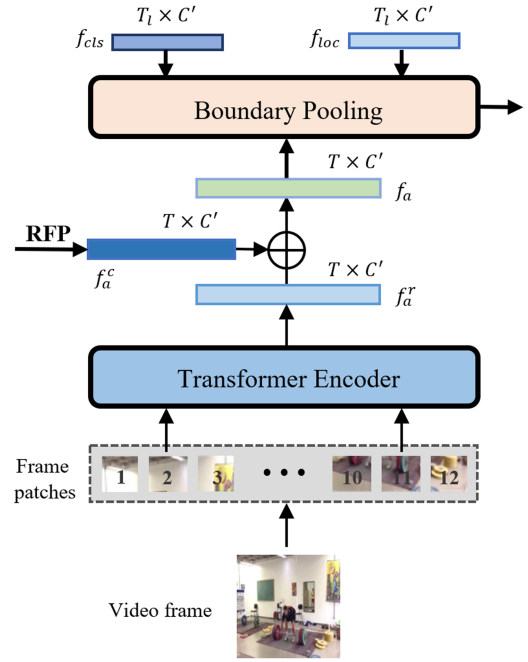 T_l × C′ T_l × C′
f_cls f_loc
Boundary Pooling
T × C′
f_a
T × C′
RFP
f_a^c
T × C′
f_a^r
Transformer Encoder
Frame
patches
1 2 3 • • • 10 11 12
Video frame